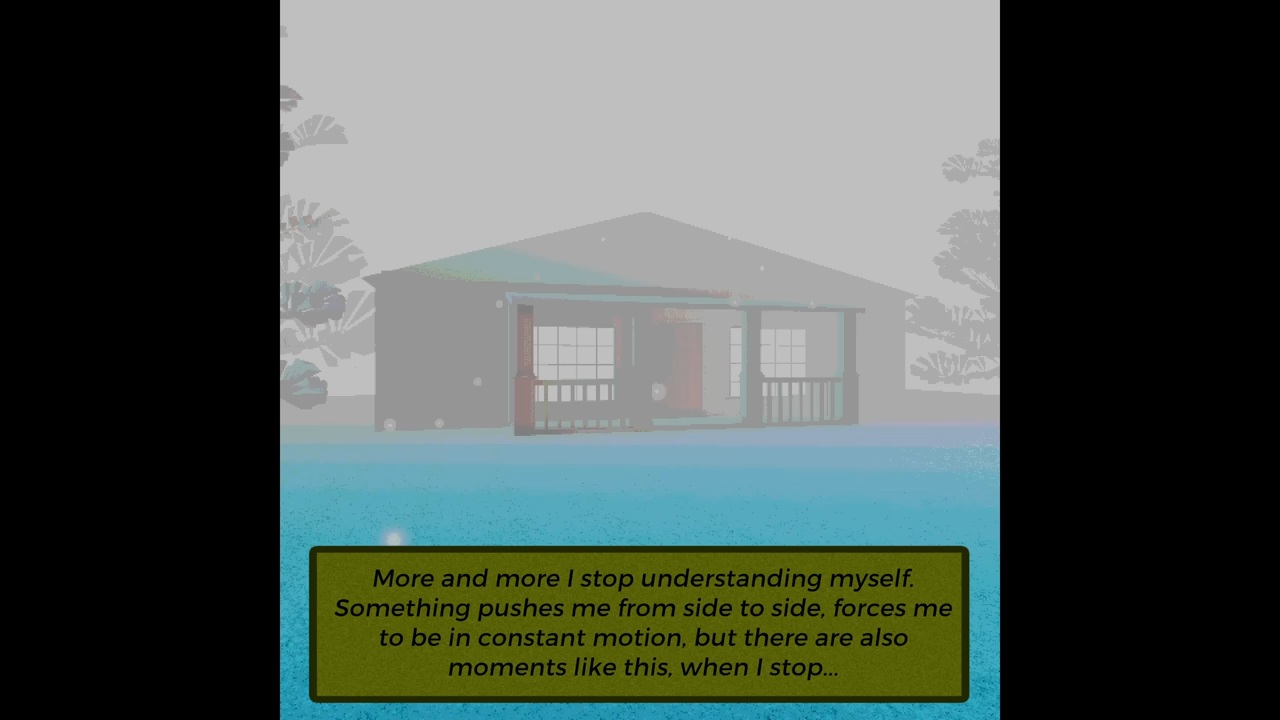 More and more I stop understanding myself.
Something pushes me from side to side, forces me
to be in constant motion, but there are also
moments like this, when I stop...